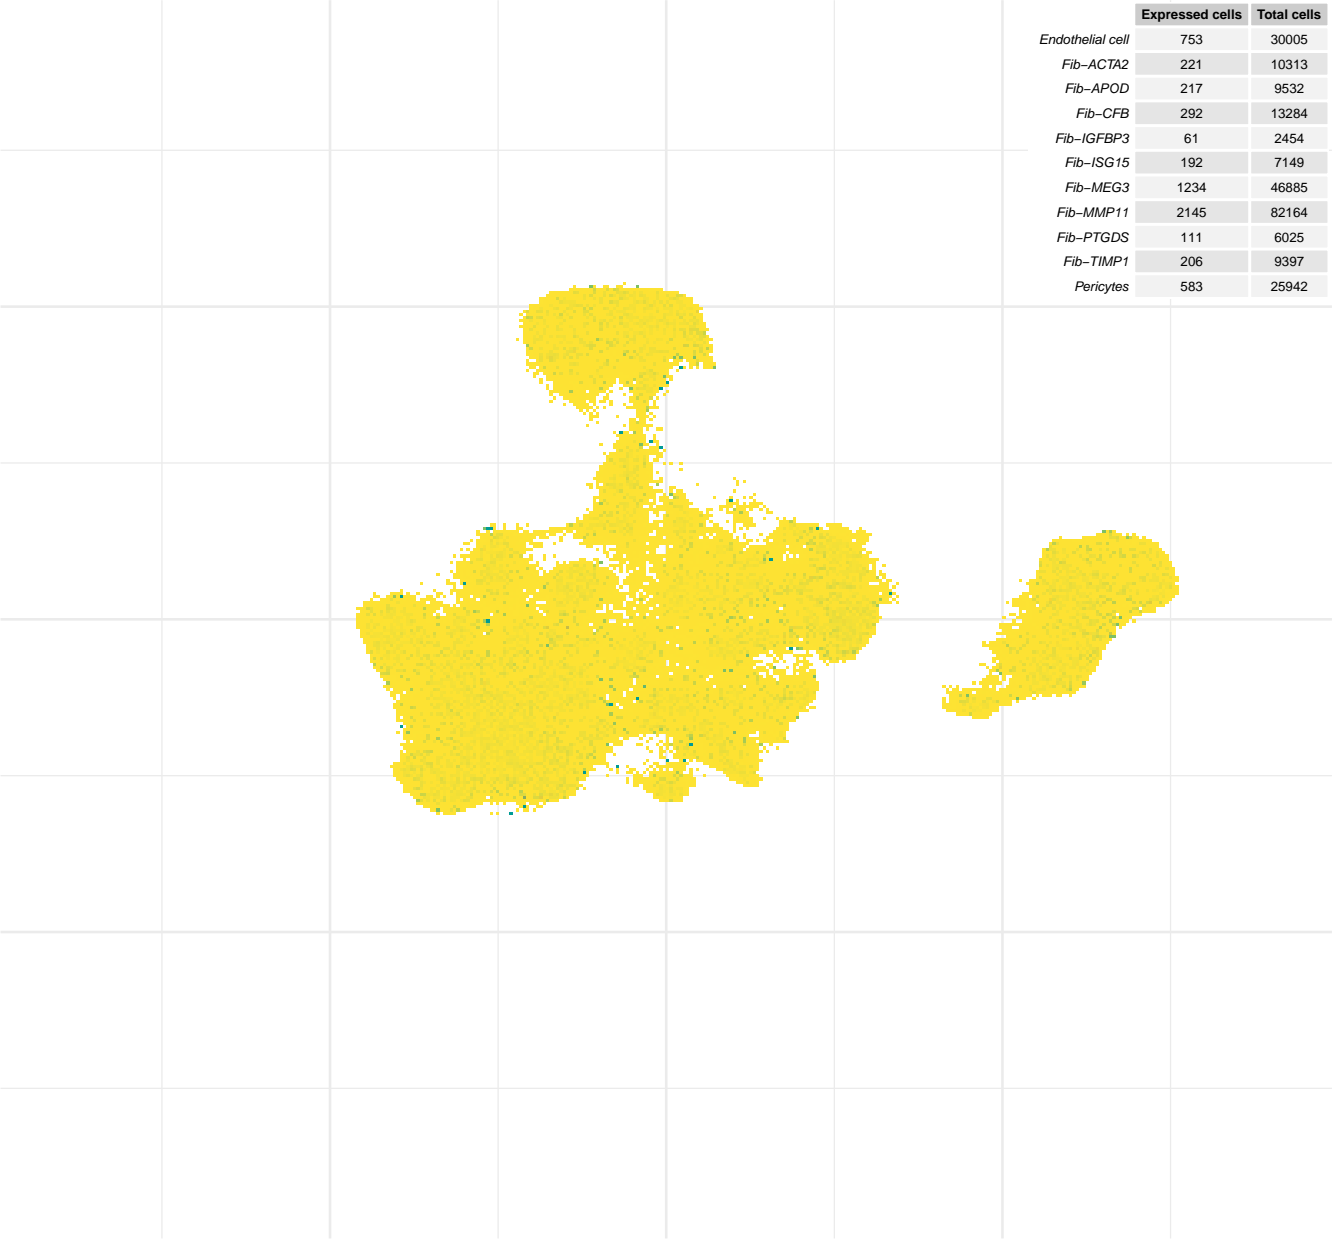 Expressed cells Total cells
Endothelial cell 753 30005
Fib−ACTA2 221 10313
Fib−APOD 217 9532
Fib−CFB 292 13284
Fib−IGFBP3 61 2454
Fib−ISG15 192 7149
Fib−MEG3 1234 46885
Fib−MMP11 2145 82164
Fib−PTGDS 111 6025
Fib−TIMP1 206 9397
Pericytes 583 25942